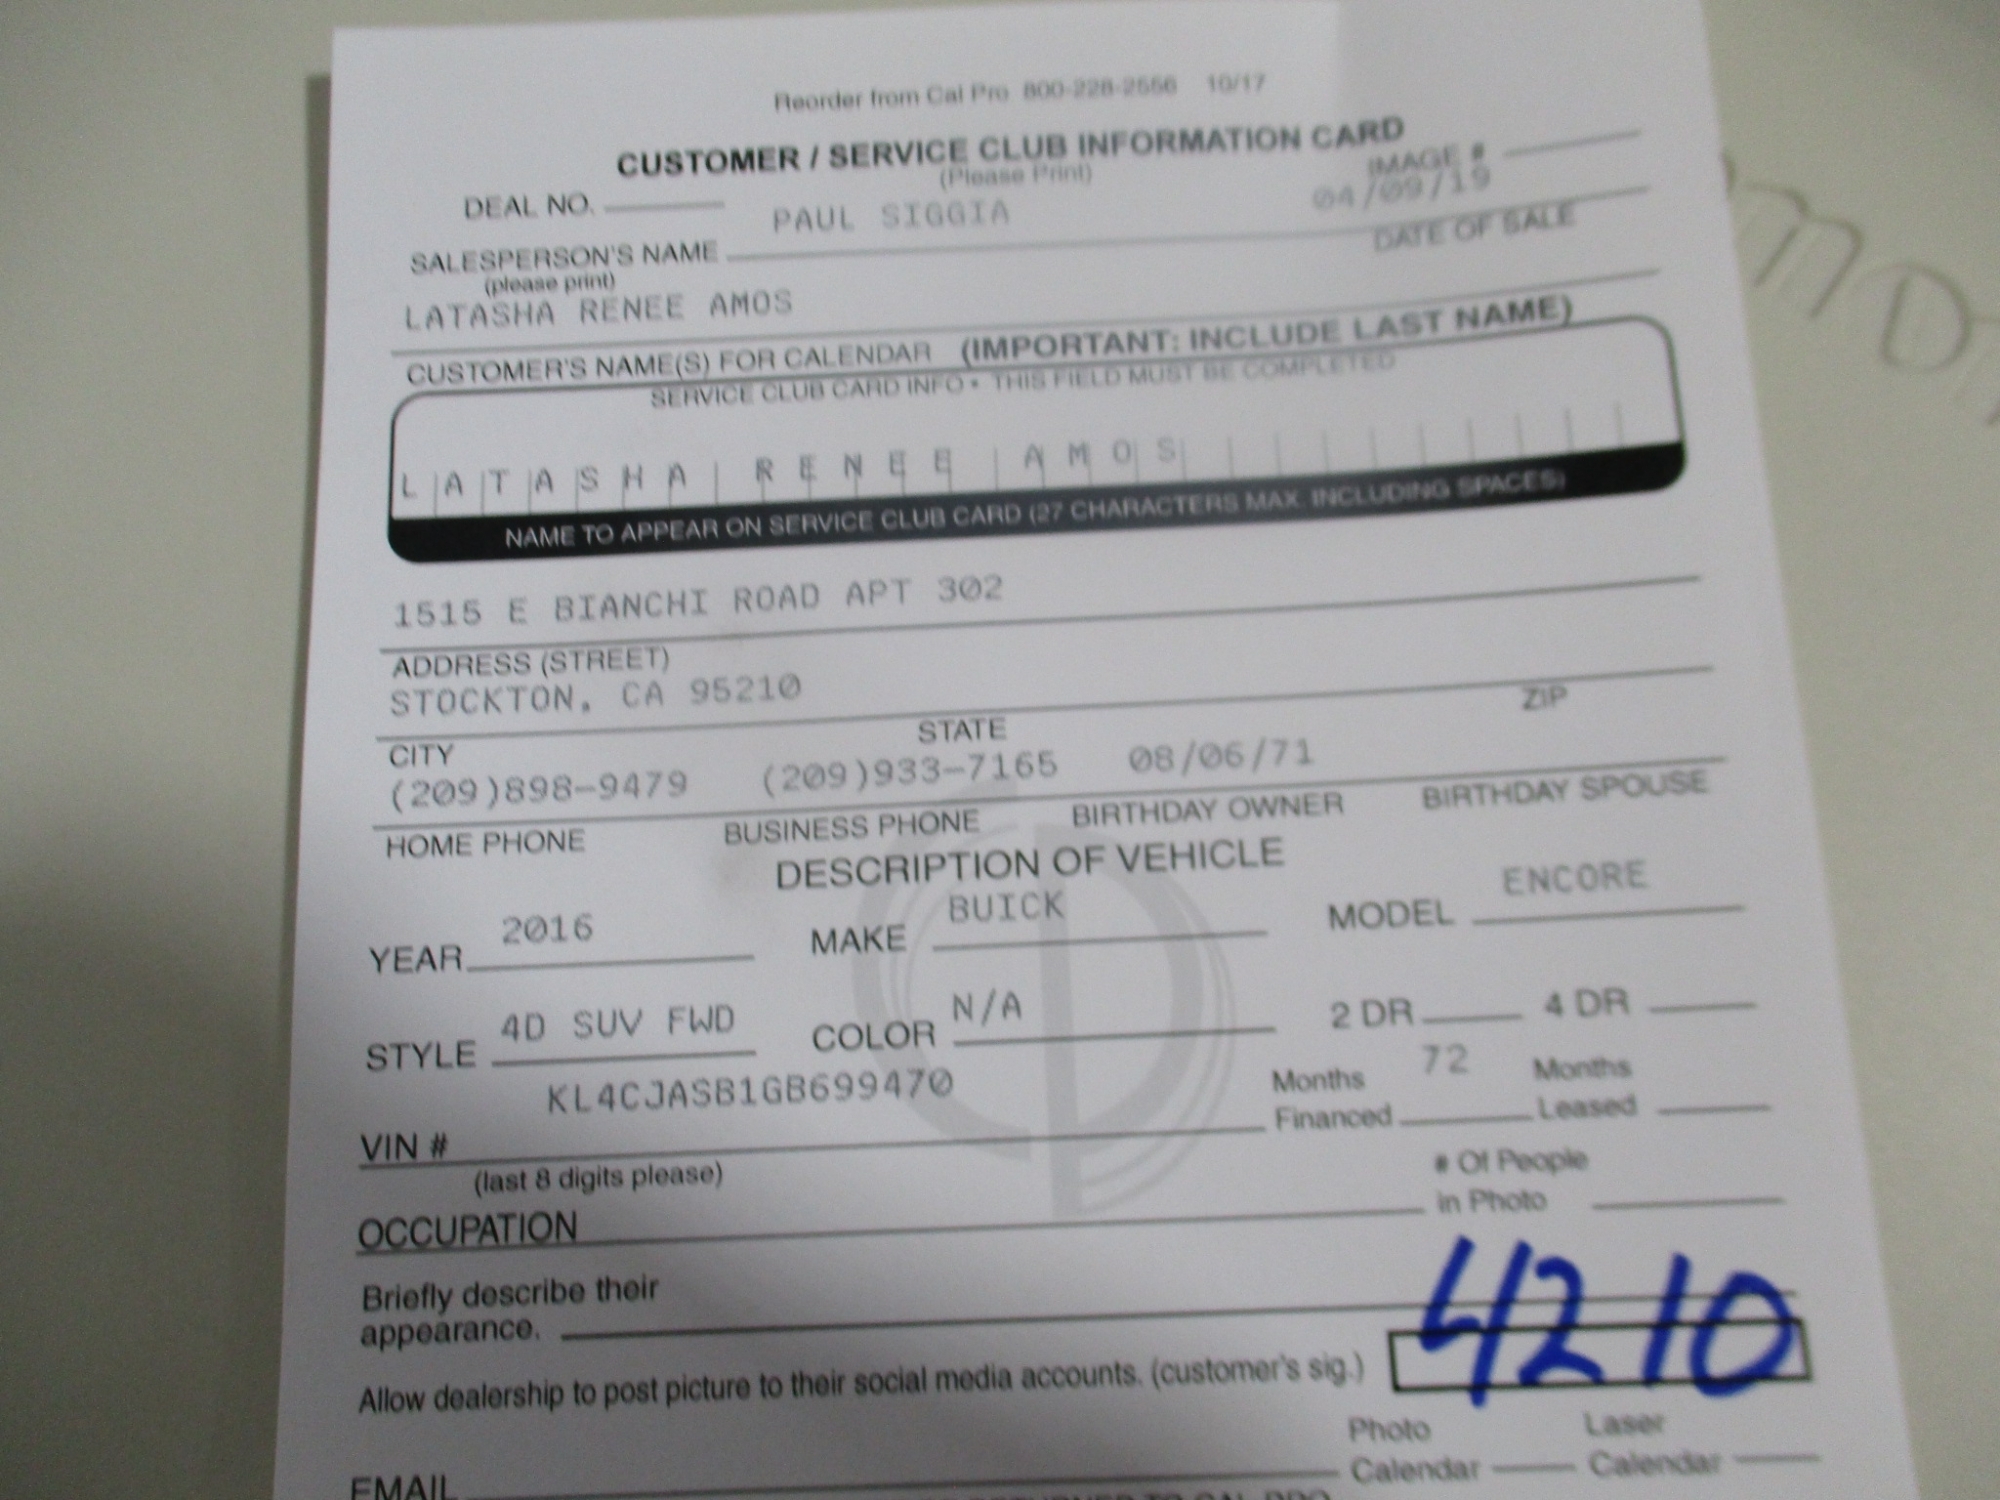 Reorder from Cal Pro 800-228-2556 10/17
CUSTOMER / SERVICE CLUB INFORMATION CARD
(Please Print)
IMAGE #
DEAL NO.
PAUL SIGGIA 04/09/19
SALESPERSON'S NAME DATE OF SALE
(please print)
LATASHA RENEE AMOS
CUSTOMER'S NAME(S) FOR CALENDAR (IMPORTANT: INCLUDE LAST NAME)
SERVICE CLUB CARD INFO • THIS FIELD MUST BE COMPLETED
LATASHA RENEE AMOS
NAME TO APPEAR ON SERVICE CLUB CARD (27 CHARACTERS MAX. INCLUDING SPACES)
1515 E BIANCHI ROAD APT 302
ADDRESS (STREET)
STOCKTON, CA 95210
CITY STATE ZIP
(209)898-9479 (209)933-7165 08/06/71
HOME PHONE BUSINESS PHONE BIRTHDAY OWNER BIRTHDAY SPOUSE
DESCRIPTION OF VEHICLE
YEAR 2016 MAKE BUICK MODEL ENCORE
STYLE 4D SUV FWD COLOR N/A 2 DR 4 DR
KL4CJASB1GB699470
Months Financed 72 Months Leased
VIN #
(last 8 digits please)
# Of People in Photo
OCCUPATION
Briefly describe their
appearance.
4210
Allow dealership to post picture to their social media accounts. (customer's sig.)
Photo Calendar Laser Calendar
EMAIL